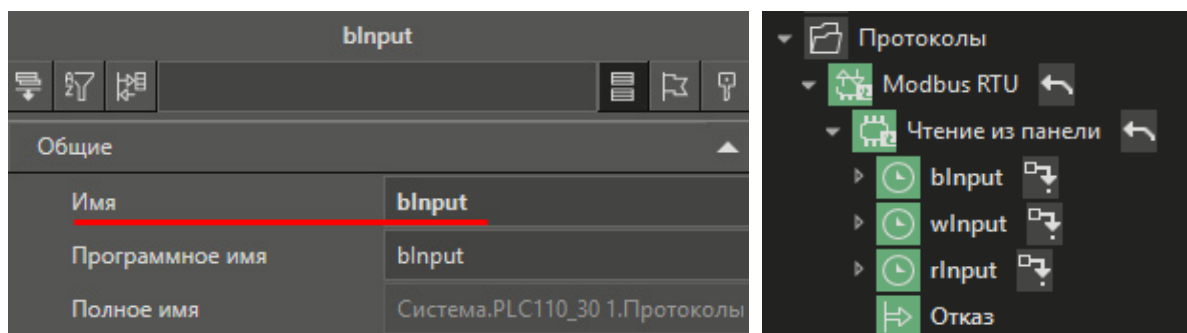 bInput
Общие
Имя bInput
Программное имя bInput
Полное имя Система.PLC110_30 1.Протоколы
Протоколы
Modbus RTU
Чтение из панели
bInput
wInput
rInput
Отказ